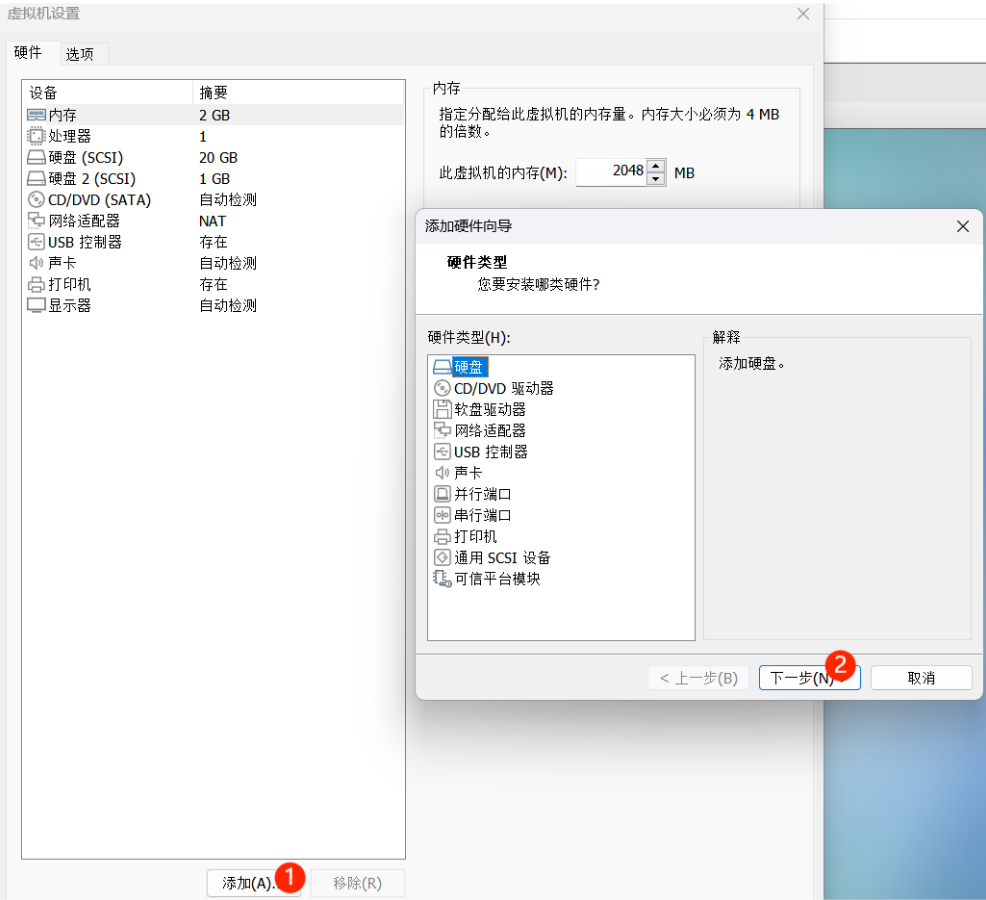 虚拟机设置
硬件 选项
设备 摘要
内存 2 GB
处理器 1
硬盘 (SCSI) 20 GB
硬盘 2 (SCSI) 1 GB
CD/DVD (SATA) 自动检测
网络适配器 NAT
USB 控制器 存在
声卡 自动检测
打印机 存在
显示器 自动检测
内存
指定分配给此虚拟机的内存量。内存大小必须为 4 MB
的倍数。
此虚拟机的内存(M): 2048 MB
添加硬件向导
硬件类型
您要安装哪类硬件?
硬件类型(H):
硬盘
CD/DVD 驱动器
软盘驱动器
网络适配器
USB 控制器
声卡
并行端口
串行端口
打印机
通用 SCSI 设备
可信平台模块
解释
添加硬盘。
< 上一步(B) 下一步(N) 2 取消
添加(A). 1 移除(R)